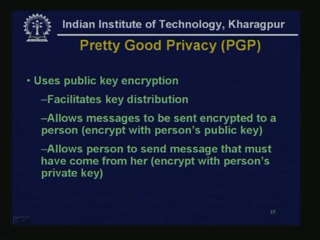 Indian Institute of Technology, Kharagpur
Pretty Good Privacy (PGP)
• Uses public key encryption
–Facilitates key distribution
–Allows messages to be sent encrypted to a
person (encrypt with person's public key)
–Allows person to send message that must
have come from her (encrypt with person's
private key)